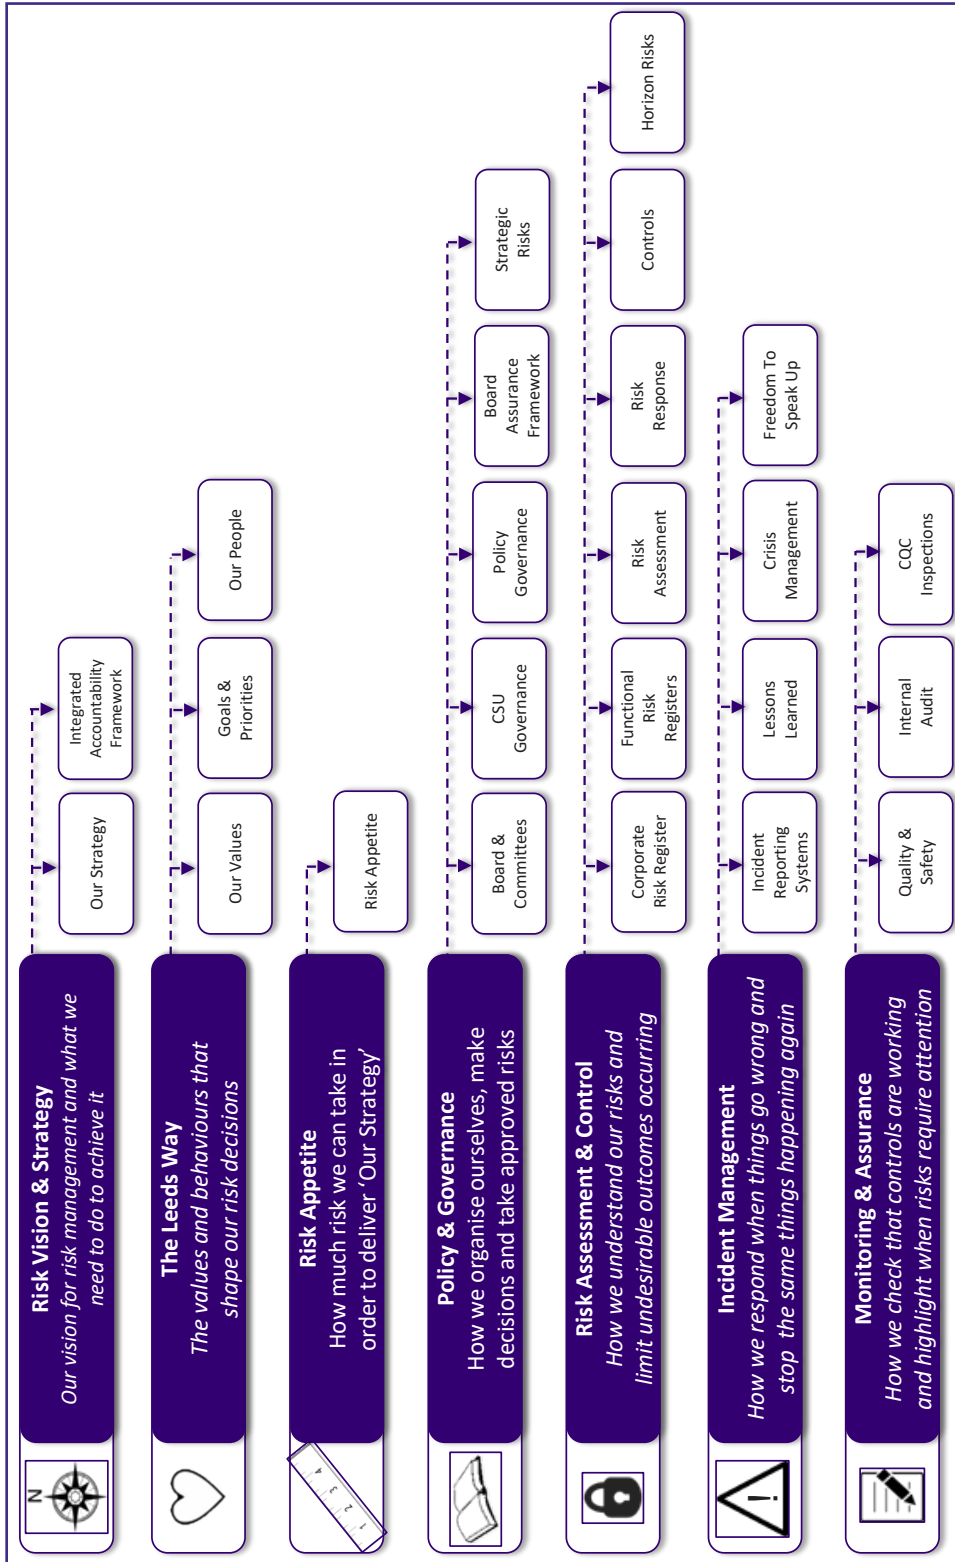 N
Risk Vision & Strategy
Our vision for risk management and what we
need to do to achieve it
Our Strategy
Integrated
Accountability
Framework
The Leeds Way
The values and behaviours that
shape our risk decisions
Our Values
Goals &
Priorities
Our People
1 2 3 4
Risk Appetite
How much risk we can take in
order to deliver ‘Our Strategy’
Risk Appetite
Policy & Governance
How we organise ourselves, make
decisions and take approved risks
Board &
Committees
CSU
Governance
Policy
Governance
Board
Assurance
Framework
Strategic
Risks
Risk Assessment & Control
How we understand our risks and
limit undesirable outcomes occurring
Corporate
Risk Register
Functional
Risk
Registers
Risk
Assessment
Risk
Response
Controls
Horizon Risks
!
Incident Management
How we respond when things go wrong and
stop  the same things happening again
Incident
Reporting
Systems
Lessons
Learned
Crisis
Management
Freedom To
Speak Up
Monitoring & Assurance
How we check that controls are working
and highlight when risks require attention
Quality &
Safety
Internal
Audit
CQC
Inspections